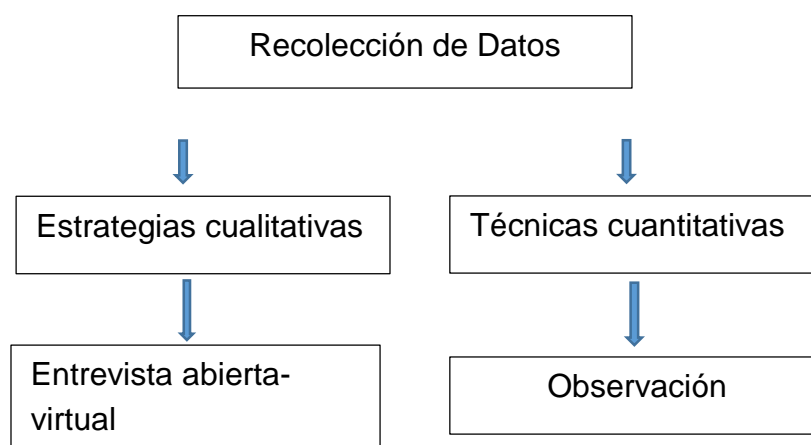 Recolección de Datos
Estrategias cualitativas
Técnicas cuantitativas
Entrevista abierta-
virtual
Observación